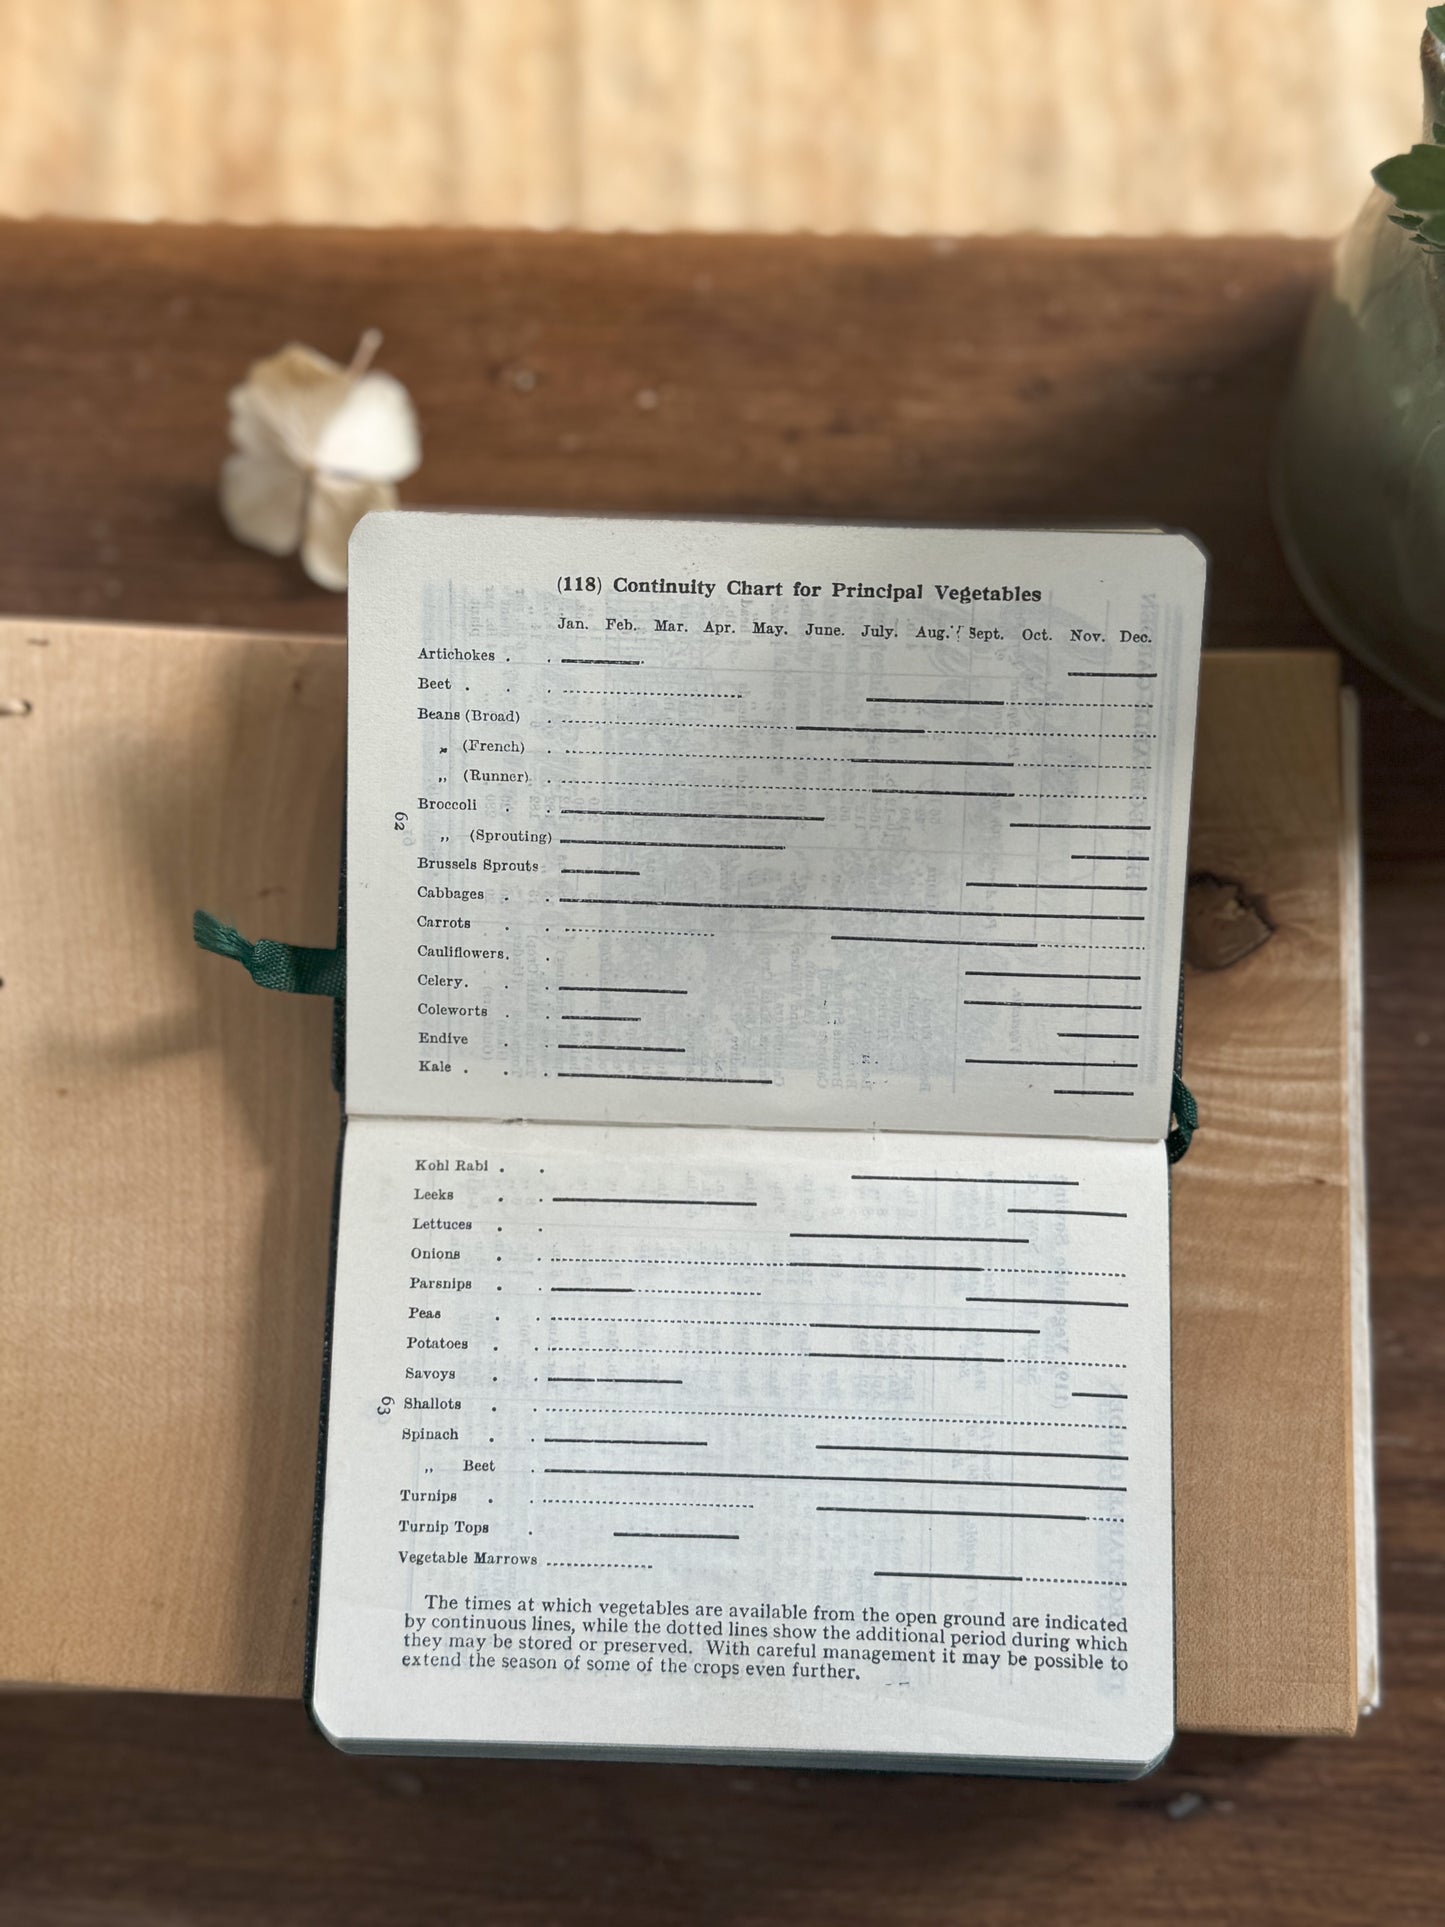 (118) Continuity Chart for Principal Vegetables
Jan. Feb. Mar. Apr. May. June. July. Aug. Sept. Oct. Nov. Dec.
Artichokes .  .
Beet .  .  .
Beans (Broad)  .
„ (French)  .
„ (Runner)  .
Broccoli  .  .
„ (Sprouting)
Brussels Sprouts
Cabbages  .  .
Carrots  .  .
Cauliflowers.  .
Celery.  .  .
Coleworts  .  .
Endive  .  .
Kale .  .  .
62
Kohl Rabi .  .
Leeks  .  .
Lettuces  .  .
Onions  .  .
Parsnips  .  .
Peas  .  .
Potatoes  .  .
Savoys  .  .
Shallots  .  .
Spinach  .  .
„ Beet  .
Turnips  .  .
Turnip Tops  .
Vegetable Marrows
63
The times at which vegetables are available from the open ground are indicated
by continuous lines, while the dotted lines show the additional period during which
they may be stored or preserved. With careful management it may be possible to
extend the season of some of the crops even further.